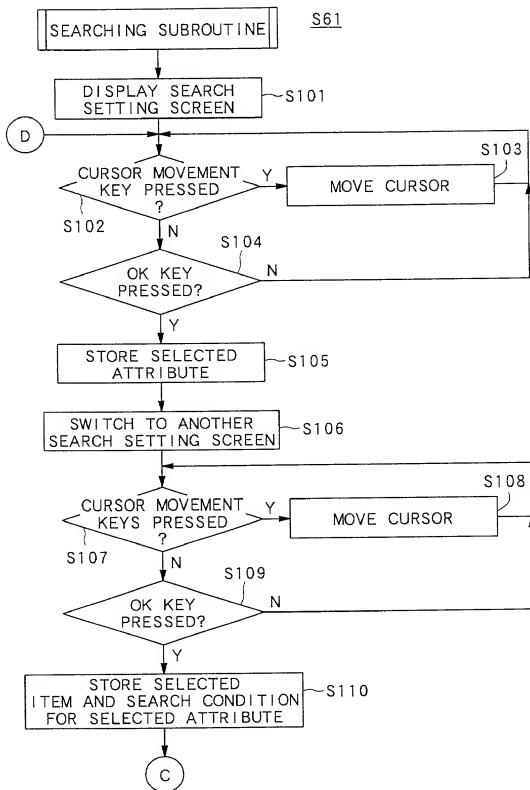 SEARCHING SUBROUTINE
S61
DISPLAY SEARCH
SETTING SCREEN
S101
D
CURSOR MOVEMENT
KEY PRESSED
?
Y
S102
MOVE CURSOR
S103
N
OK KEY
PRESSED?
S104
N
Y
STORE SELECTED
ATTRIBUTE
S105
SWITCH TO ANOTHER
SEARCH SETTING SCREEN
S106
CURSOR MOVEMENT
KEYS PRESSED
?
Y
S107
MOVE CURSOR
S108
N
OK KEY
PRESSED?
S109
N
Y
STORE SELECTED
ITEM AND SEARCH CONDITION
FOR SELECTED ATTRIBUTE
S110
C